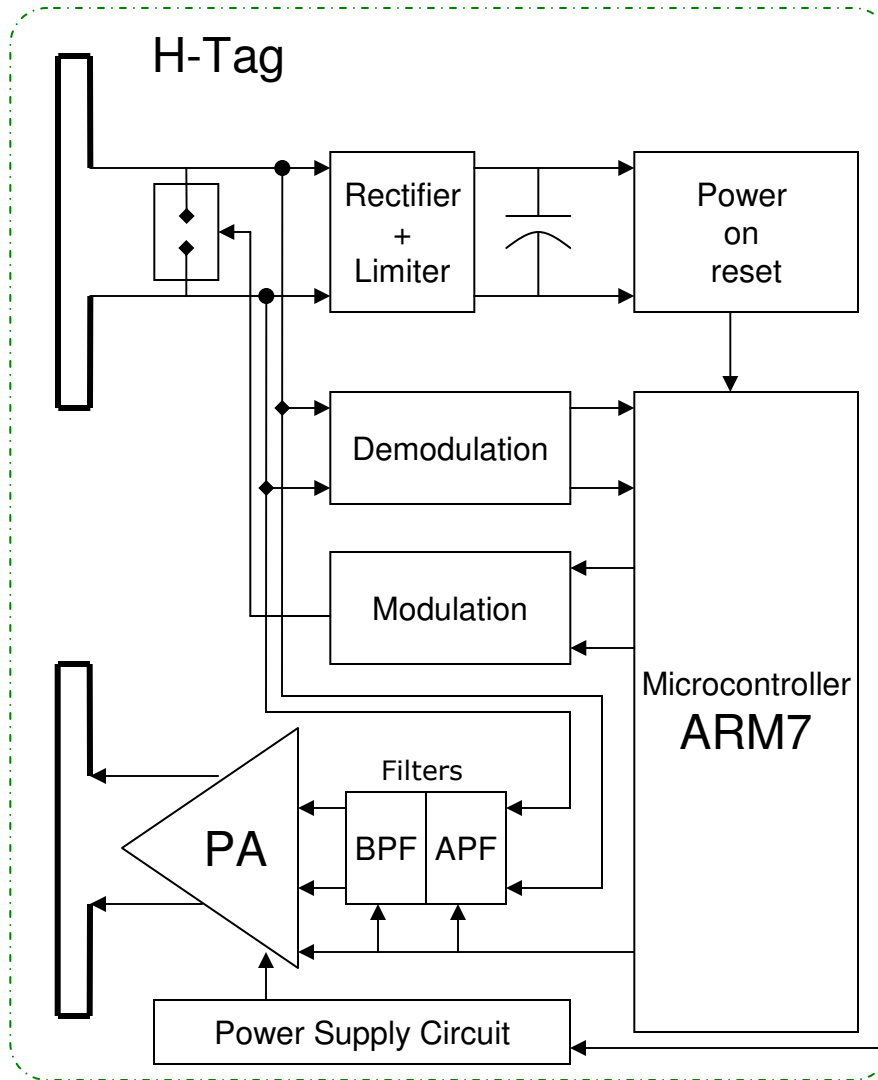 H-Tag
Rectifier
+
Limiter
Power
on
reset
Demodulation
Modulation
Microcontroller
ARM7
Filters
PA
BPF
APF
Power Supply Circuit